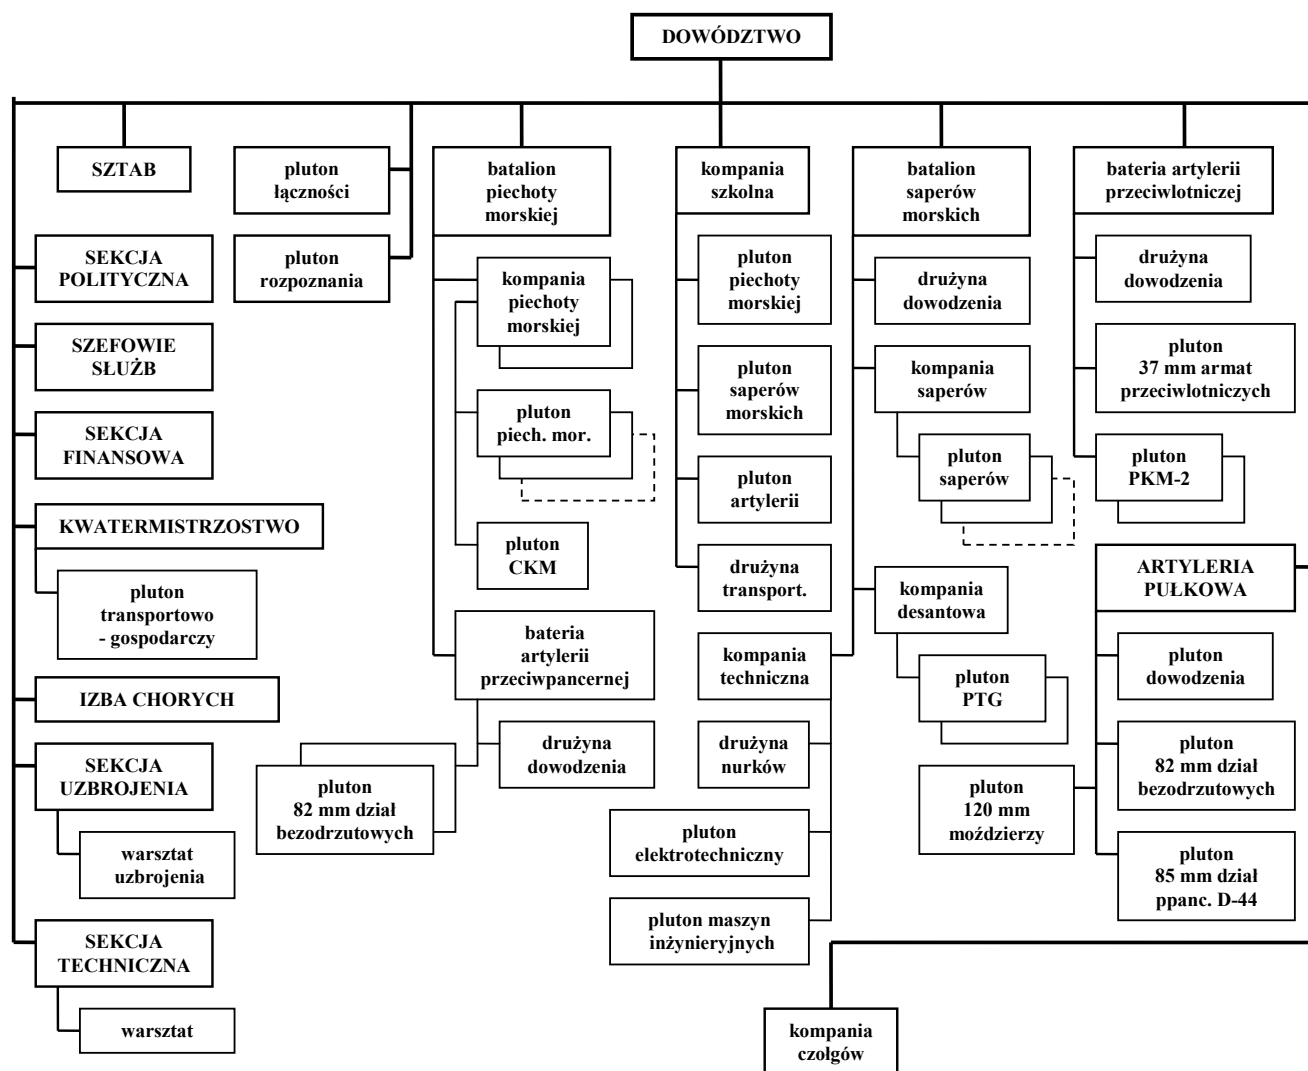 DOWÓDZTWO
SZTAB
SEKCJA
POLITYCZNA
SZEFOWIE
SŁUŻB
SEKCJA
FINANSOWA
KWATERMISTRZOSTWO
pluton
transportowo
- gospodarczy
IZBA CHORYCH
SEKCJA
UZBROJENIA
warsztat
uzbrojenia
SEKCJA
TECHNICZNA
warsztat
pluton
łączności
pluton
rozpoznania
batalion
piechoty
morskiej
kompania
piechoty
morskiej
pluton
piech. mor.
pluton
CKM
bateria
artylerii
przeciwpancernej
drużyna
dowodzenia
pluton
82 mm dział
bezodrzutowych
kompania
szkolna
pluton
piechoty
morskiej
pluton
saperów
morskich
pluton
artylerii
drużyna
transport.
batalion
saperów
morskich
drużyna
dowodzenia
kompania
saperów
pluton
saperów
kompania
desantowa
pluton
PTG
kompania
techniczna
drużyna
nurków
pluton
elektrotechniczny
pluton maszyn
inżynieryjnych
bateria artylerii
przeciwlotniczej
drużyna
dowodzenia
pluton
37 mm armat
przeciwlotniczych
pluton
PKM-2
ARTYLERIA
PUŁKOWA
pluton
dowodzenia
pluton
82 mm dział
bezodrzutowych
pluton
120 mm
moździerzy
pluton
85 mm dział
ppanc. D-44
kompania
czołgów